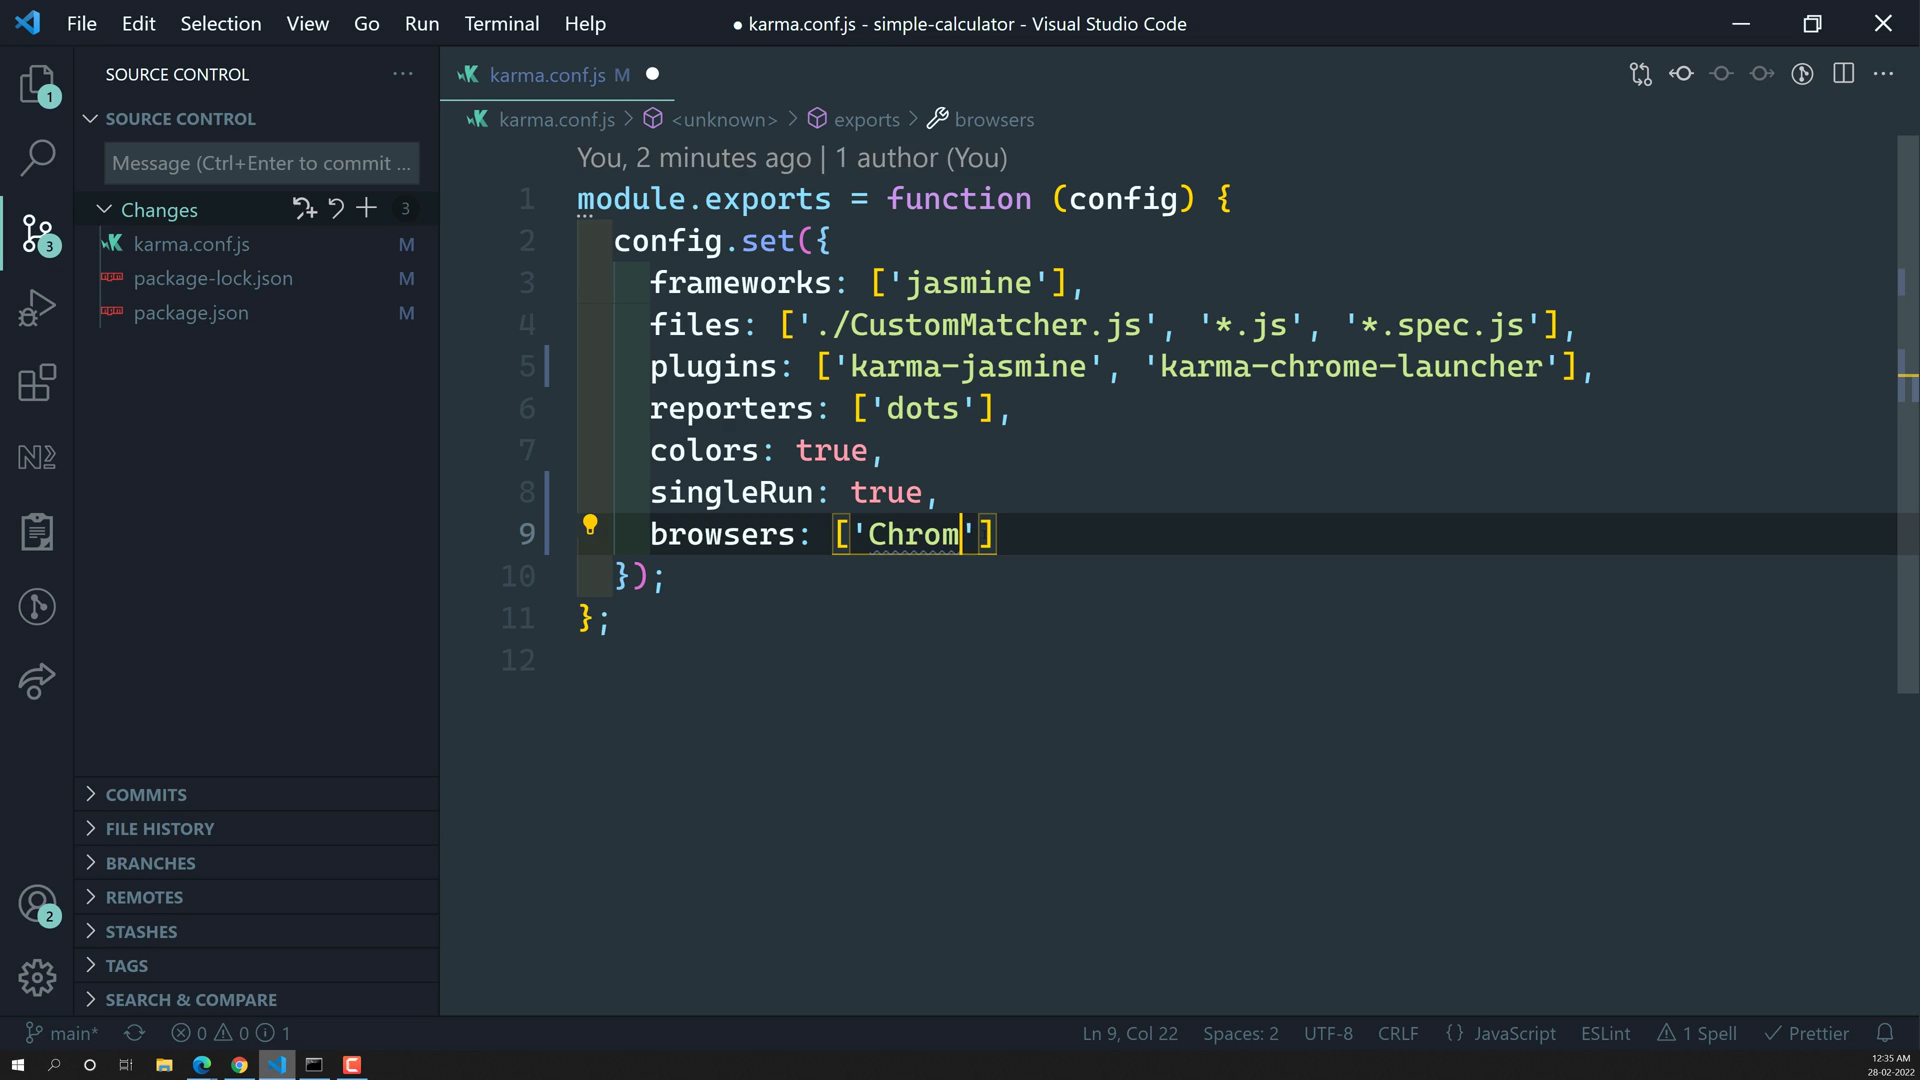 File Edit Selection View Go Run Terminal Help
● karma.conf.js - simple-calculator - Visual Studio Code
SOURCE CONTROL ...
karma.conf.js M
SOURCE CONTROL
karma.conf.js > <unknown> > exports > browsers
Message (Ctrl+Enter to commit ...
You, 2 minutes ago | 1 author (You)
Changes 3
karma.conf.js M
package-lock.json M
package.json M
1 module.exports = function (config) {
2 config.set({
3 frameworks: ['jasmine'],
4 files: ['./CustomMatcher.js', '*.js', '*.spec.js'],
5 plugins: ['karma-jasmine', 'karma-chrome-launcher'],
6 reporters: ['dots'],
7 colors: true,
8 singleRun: true,
9 browsers: ['Chrom']
10 });
11 };
12
1
3
2
COMMITS
FILE HISTORY
BRANCHES
REMOTES
STASHES
TAGS
SEARCH & COMPARE
main* 0 0 1
Ln 9, Col 22 Spaces: 2 UTF-8 CRLF {} JavaScript ESLint 1 Spell Prettier
12:35 AM
28-02-2022